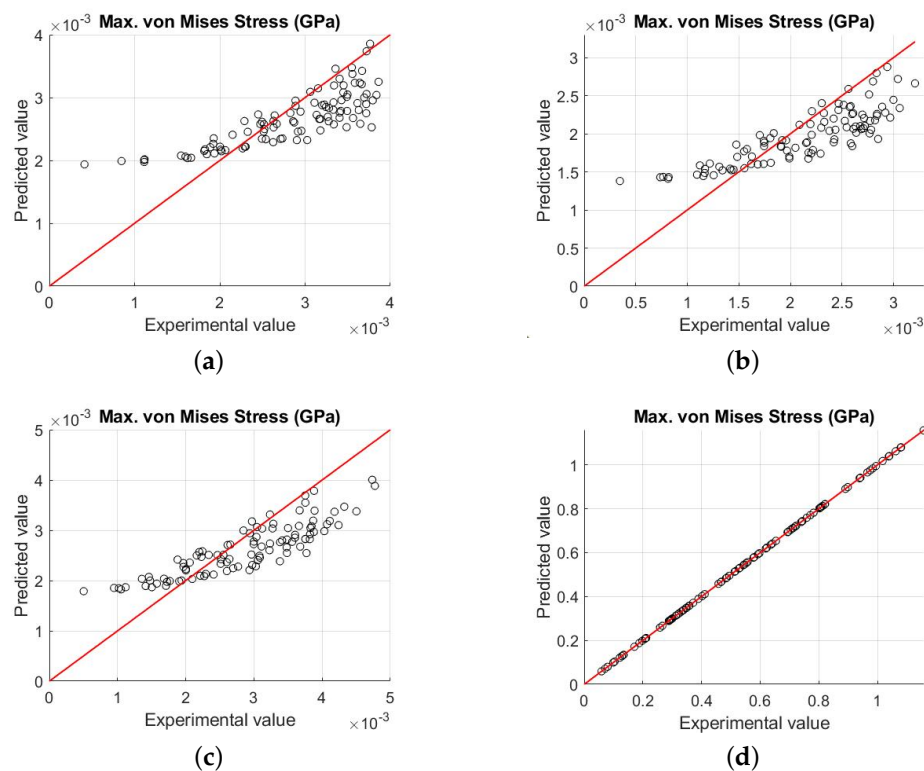 Max. von Mises Stress (GPa)
×10⁻³
4
3
2
1
0
Predicted value
0 1 2 3 4
Experimental value
×10⁻³
(a)
Max. von Mises Stress (GPa)
×10⁻³
3
2.5
2
1.5
1
0.5
0
Predicted value
0 0.5 1 1.5 2 2.5 3
Experimental value
×10⁻³
(b)
Max. von Mises Stress (GPa)
×10⁻³
5
4
3
2
1
0
Predicted value
0 1 2 3 4 5
Experimental value
×10⁻³
(c)
Max. von Mises Stress (GPa)
1
0.8
0.6
0.4
0.2
0
Predicted value
0 0.2 0.4 0.6 0.8 1
Experimental value
(d)